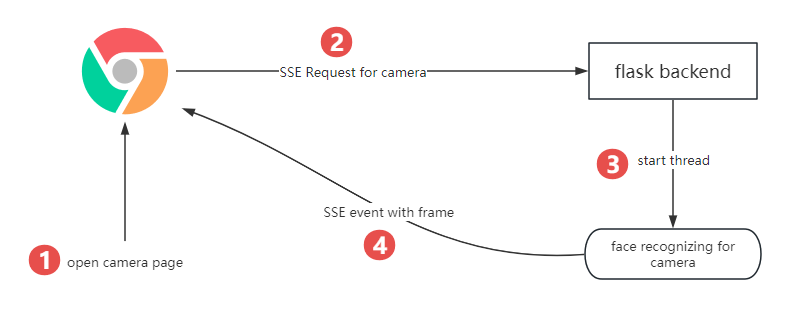 2
SSE Request for camera
flask backend
3
start thread
SSE event with frame
4
1
open camera page
face recognizing for
camera